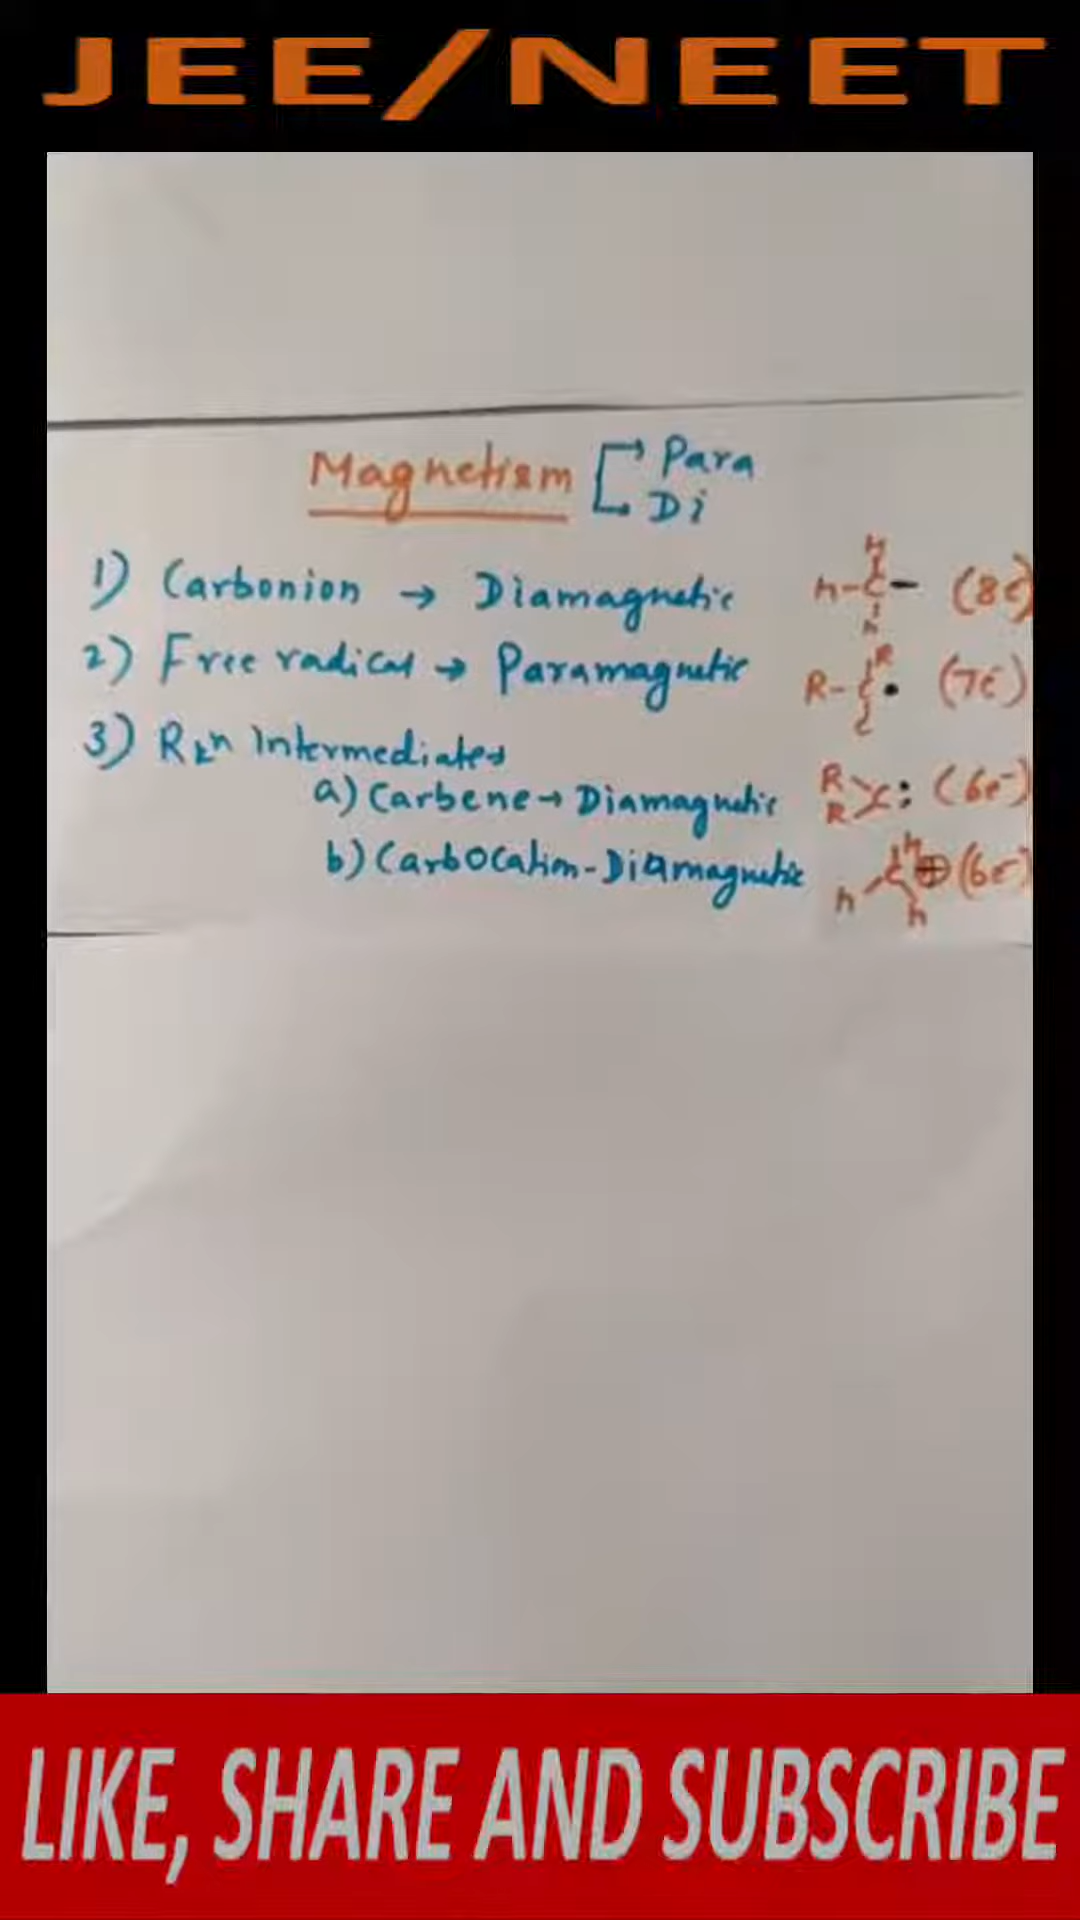 JEE/NEET
Magnetism Para
Di
1) Carbonion → Diamagnetic H H-C- H (8e)
2) Free radical → Paramagnetic R R-C• (7e-)
3) Rxn Intermediates
a) Carbene → Diamagnetic R R C: (6e-)
b) Carbocation - Diamagnetic h C⊕ h h (6e-)
LIKE, SHARE AND SUBSCRIBE